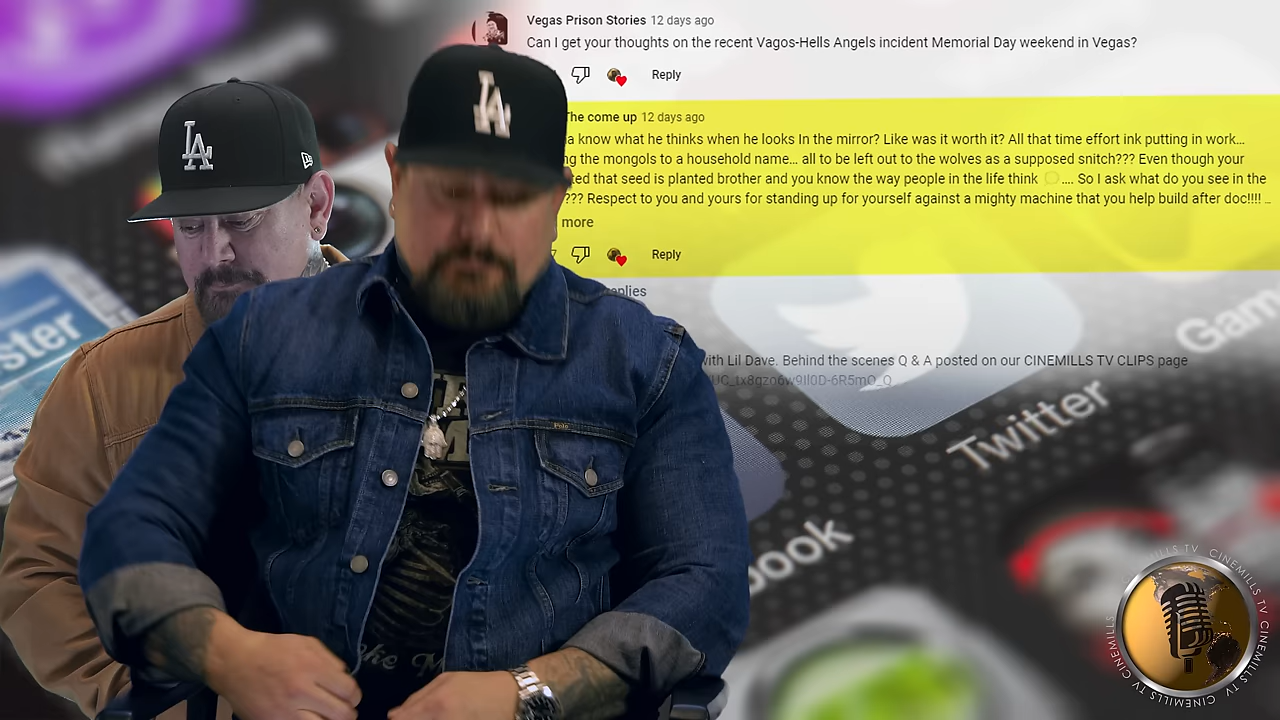 Vegas Prison Stories 12 days ago
Can I get your thoughts on the recent Vagos-Hells Angels incident Memorial Day weekend in Vegas?
Reply
The come up 12 days ago
know what he thinks when he looks In the mirror? Like was it worth it? All that time effort ink putting in work...
the mongols to a household name... all to be left out to the wolves as a supposed snitch??? Even though your
that seed is planted brother and you know the way people in the life think .... So I ask what do you see in the
??? Respect to you and yours for standing up for yourself against a mighty machine that you help build after doc!!!! ...
more
Reply
with Lil Dave. Behind the scenes Q & A posted on our CINEMILLS TV CLIPS page
LA
LA
Twitter
Gam
book
ster
Polo
CINEMILLS TV CINEMILLS TV CINEMILLS TV